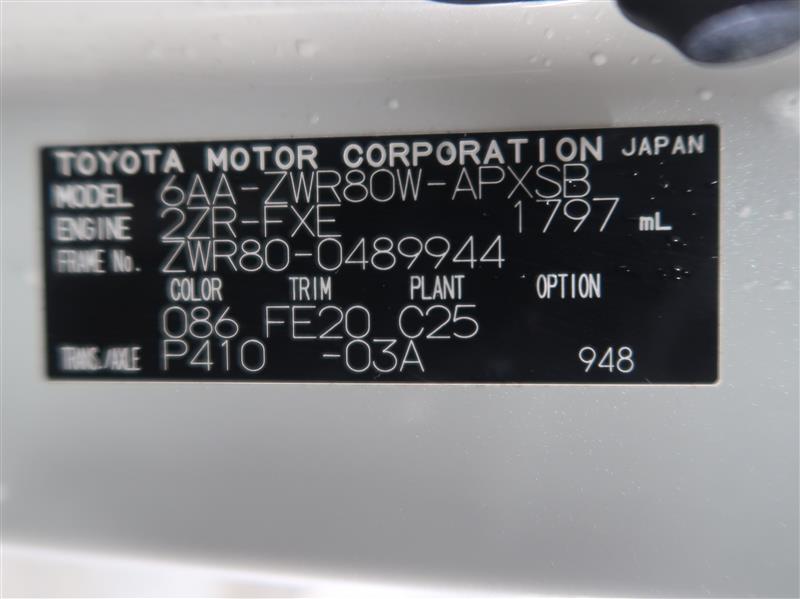 TOYOTA MOTOR CORPORATION JAPAN
MODEL 6AA-ZWR80W-APXSB
ENGINE 2ZR-FXE 1797 mL
FRAME No. ZWR80-0489944
COLOR TRIM PLANT OPTION
086 FE20 C25
TRANS./AXLE P410 -03A 948